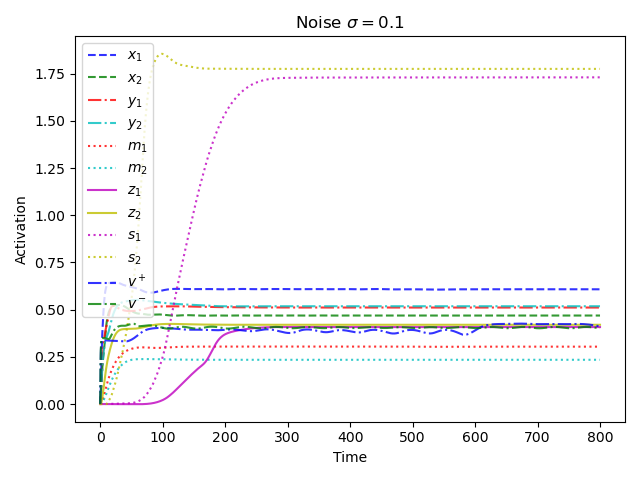 Noise σ = 0.1
Activation
1.75
1.50
1.25
1.00
0.75
0.50
0.25
0.00
x₁
x₂
y₁
y₂
m₁
m₂
z₁
z₂
s₁
s₂
v⁺
v⁻
0 100 200 300 400 500 600 700 800
Time